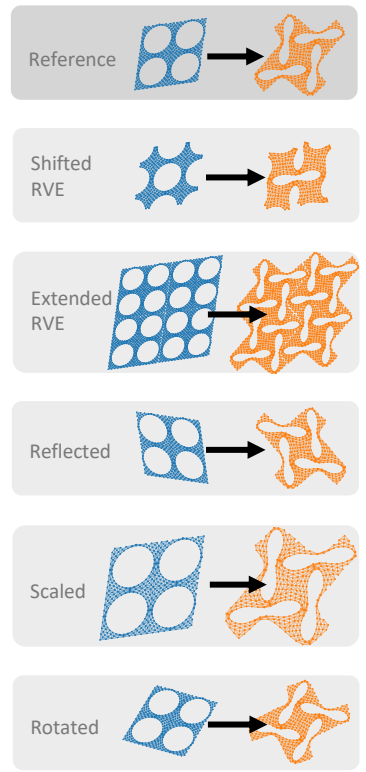 Reference
Shifted
RVE
Extended
RVE
Reflected
Scaled
Rotated